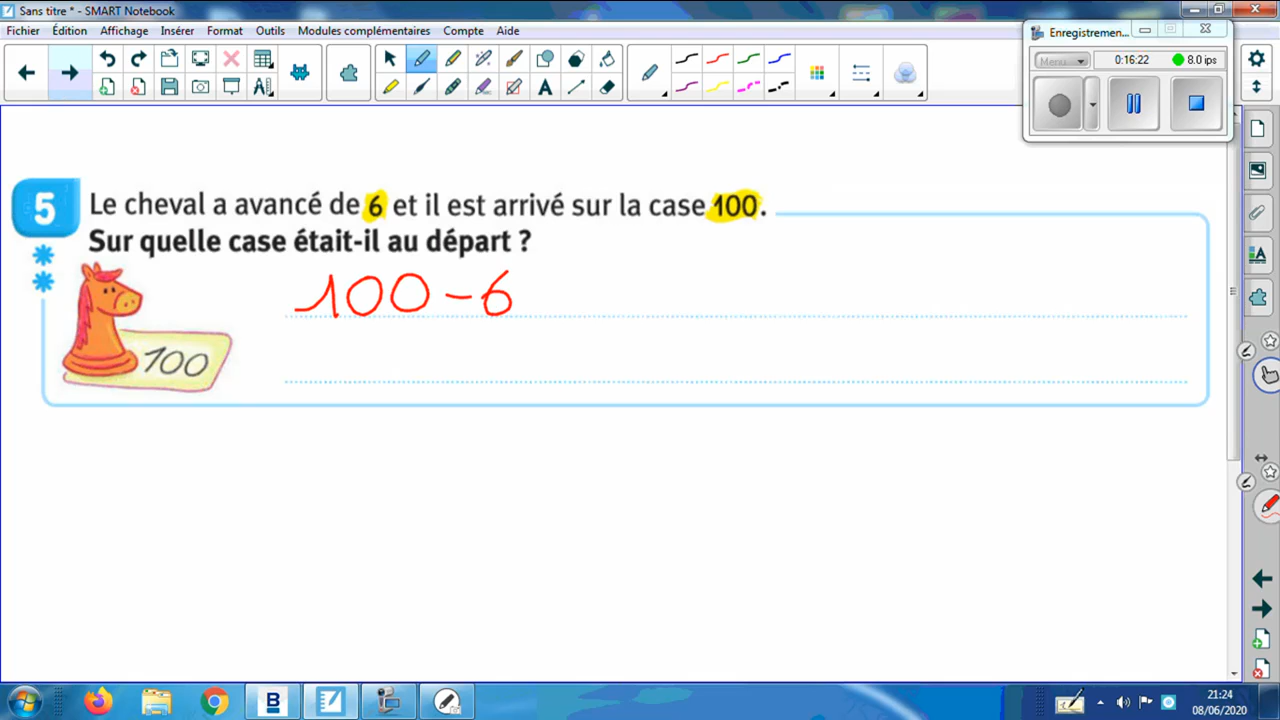 Sans titre * - SMART Notebook
Fichier Édition Affichage Insérer Format Outils Modules complémentaires Compte Aide
Enregistremen...
Menu 0:16:22 8.0 ips
5 Le cheval a avancé de 6 et il est arrivé sur la case 100.
Sur quelle case était-il au départ ?
100 - 6
100
A
A
B
21:24
08/06/2020